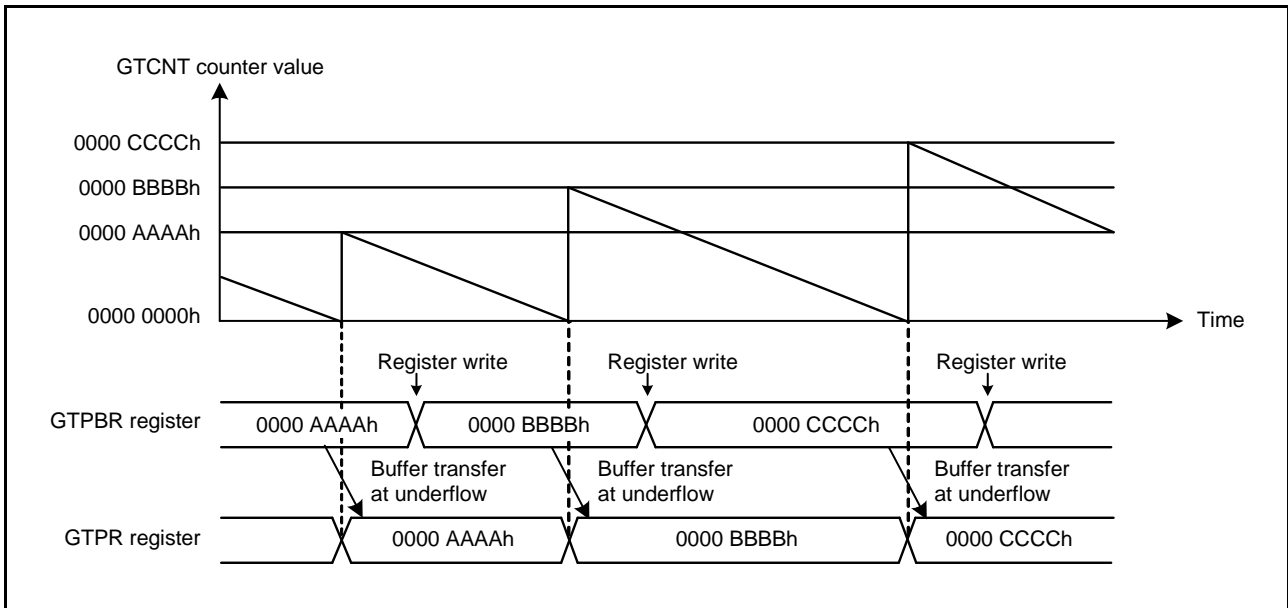 GTCNT counter value
0000 CCCCh
0000 BBBBh
0000 AAAAh
0000 0000h
Time
Register write
Register write
Register write
GTPBR register
0000 AAAAh
0000 BBBBh
0000 CCCCh
Buffer transfer
at underflow
Buffer transfer
at underflow
Buffer transfer
at underflow
GTPR register
0000 AAAAh
0000 BBBBh
0000 CCCCh